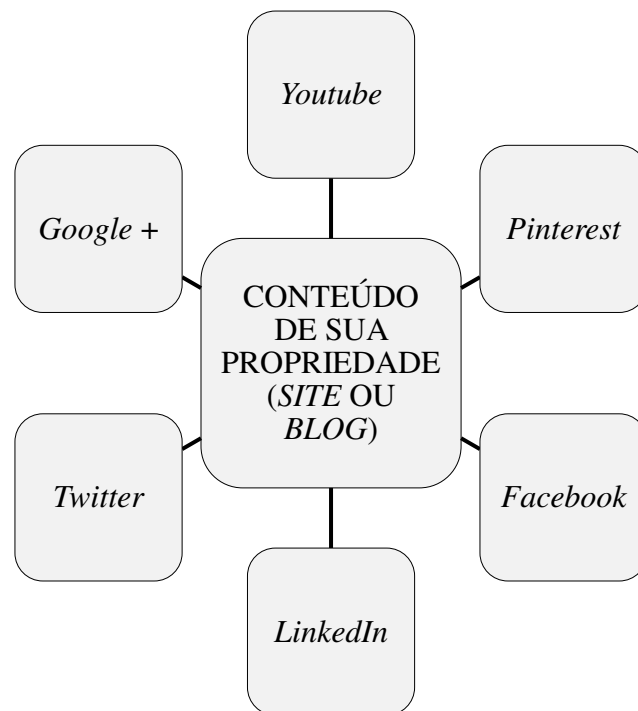 Youtube
Google +
Pinterest
CONTEÚDO
DE SUA
PROPRIEDADE
(SITE OU
BLOG)
Twitter
Facebook
LinkedIn